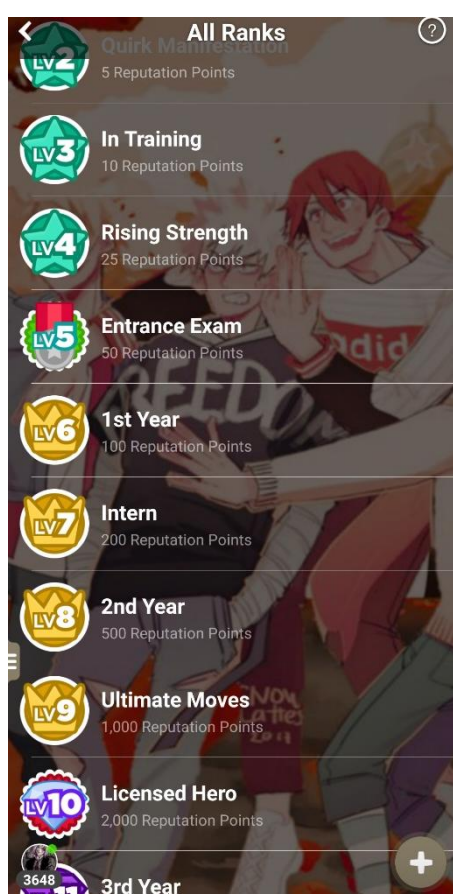 All Ranks
?
LV2
Quirk Manifestation
5 Reputation Points
LV3
In Training
10 Reputation Points
LV4
Rising Strength
25 Reputation Points
LV5
Entrance Exam
50 Reputation Points
LV6
1st Year
100 Reputation Points
LV7
Intern
200 Reputation Points
LV8
2nd Year
500 Reputation Points
LV9
Ultimate Moves
1,000 Reputation Points
LV10
Licensed Hero
2,000 Reputation Points
3648
3rd Year
adid
REEDOM